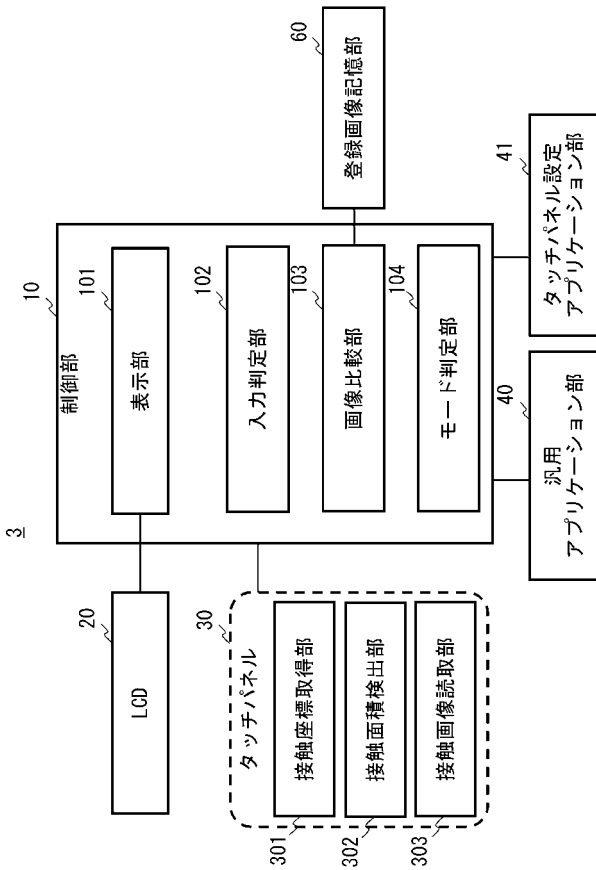 3
10
制御部
101
表示部
102
入力判定部
103
画像比較部
104
モード判定部
20
LCD
30
タッチパネル
接触座標取得部
301
接触面積検出部
302
接触画像読取部
303
60
登録画像記憶部
40
汎用
アプリケーション部
41
タッチパネル設定
アプリケーション部